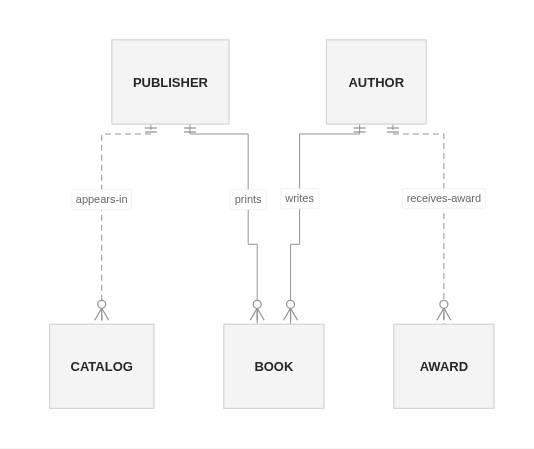 PUBLISHER
AUTHOR
appears-in
prints
writes
receives-award
CATALOG
BOOK
AWARD